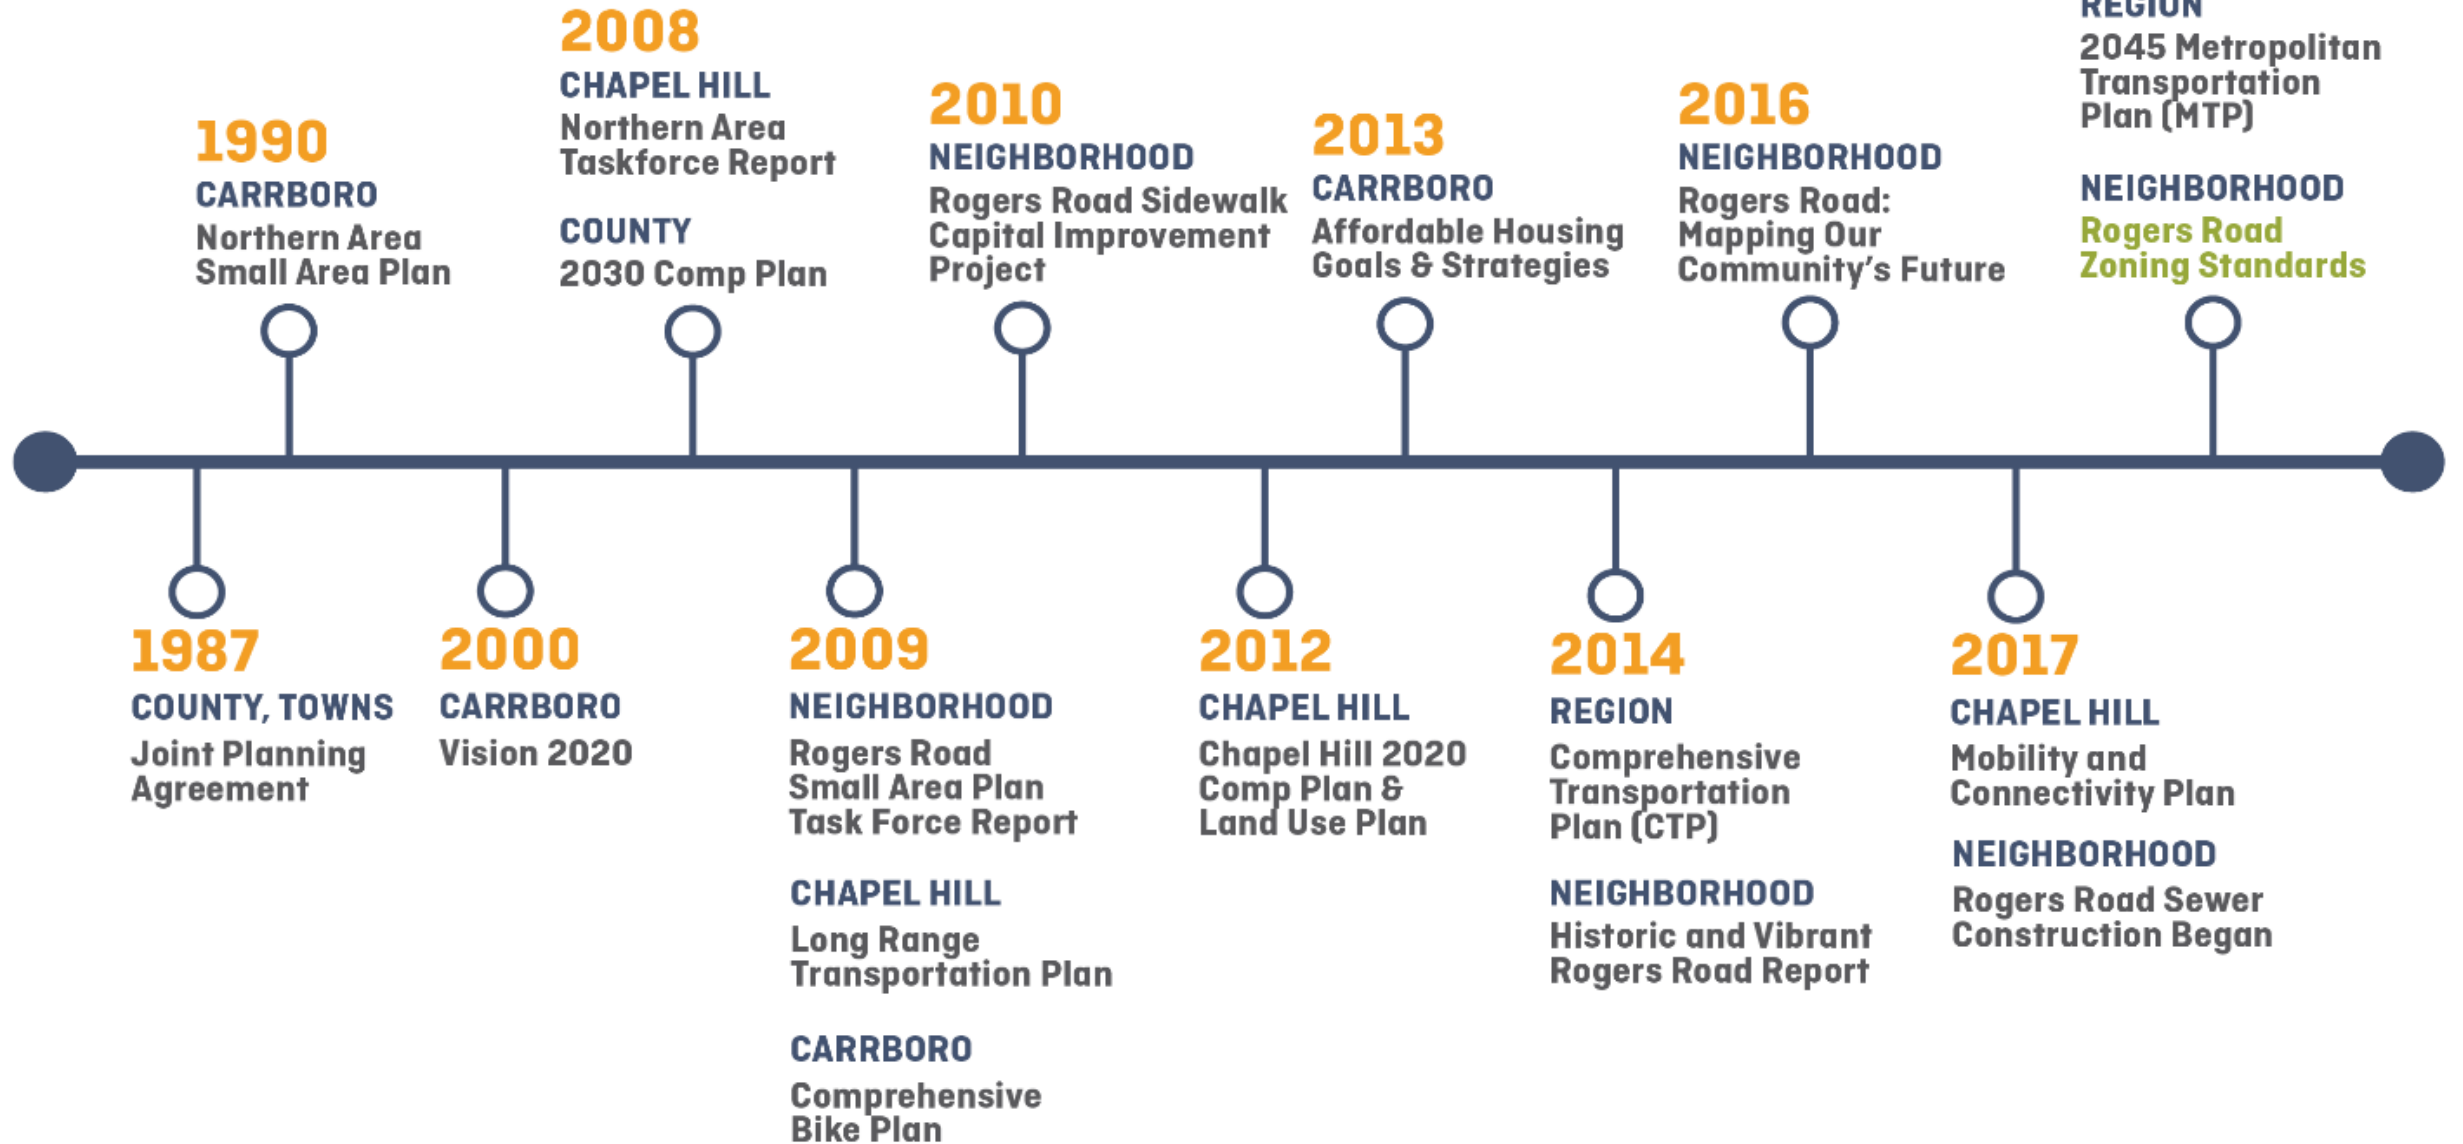 1990
CARRBORO
Northern Area
Small Area Plan
2008
CHAPEL HILL
Northern Area
Taskforce Report
COUNTY
2030 Comp Plan
2010
NEIGHBORHOOD
Rogers Road Sidewalk
Capital Improvement
Project
2013
CARRBORO
Affordable Housing
Goals & Strategies
2016
NEIGHBORHOOD
Rogers Road:
Mapping Our
Community’s Future
REGION
2045 Metropolitan
Transportation
Plan (MTP)
NEIGHBORHOOD
Rogers Road
Zoning Standards
1987
COUNTY, TOWNS
Joint Planning
Agreement
2000
CARRBORO
Vision 2020
2009
NEIGHBORHOOD
Rogers Road
Small Area Plan
Task Force Report
CHAPEL HILL
Long Range
Transportation Plan
CARRBORO
Comprehensive
Bike Plan
2012
CHAPEL HILL
Chapel Hill 2020
Comp Plan &
Land Use Plan
2014
REGION
Comprehensive
Transportation
Plan (CTP)
NEIGHBORHOOD
Historic and Vibrant
Rogers Road Report
2017
CHAPEL HILL
Mobility and
Connectivity Plan
NEIGHBORHOOD
Rogers Road Sewer
Construction Began